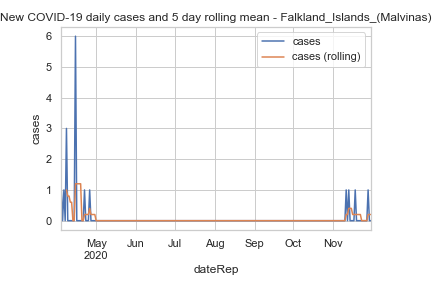 New COVID-19 daily cases and 5 day rolling mean - Falkland_Islands_(Malvinas)
cases
cases (rolling)
6
5
4
3
2
1
0
cases
May
2020
Jun
Jul
Aug
Sep
Oct
Nov
dateRep